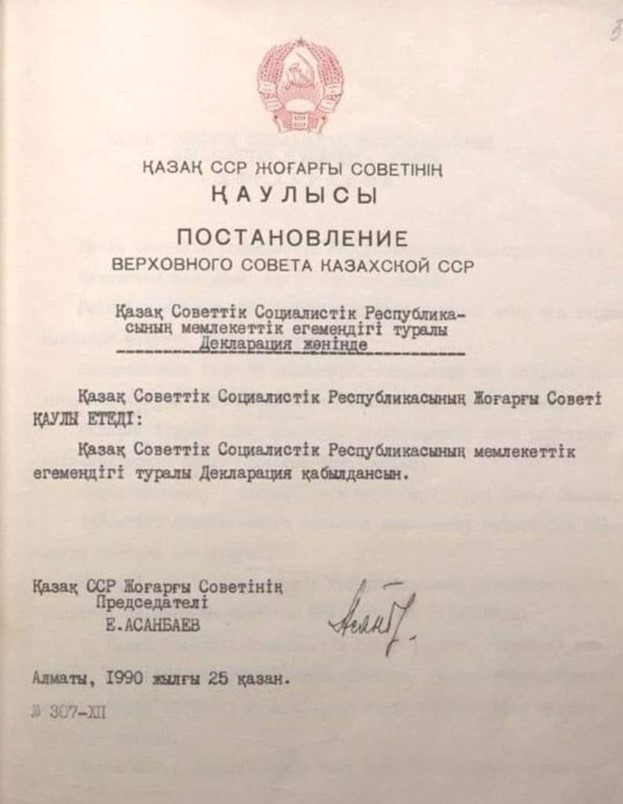 ҚАЗАҚ ССР ЖОҒАРҒЫ СОВЕТІНІҢ
ҚАУЛЫСЫ
ПОСТАНОВЛЕНИЕ
ВЕРХОВНОГО СОВЕТА КАЗАХСКОЙ ССР
Қазақ Советтік Социалистік Республика-
сының мемлекеттік егемендігі туралы
Декларация жөнінде
Қазақ Советтік Социалистік Республикасының Жоғарғы Советі
ҚАУЛЫ ЕТЕДІ:
Қазақ Советтік Социалистік Республикасының мемлекеттік
егемендігі туралы Декларация қабылдансын.
Қазақ ССР Жоғарғы Советінің
Председателі
Е.АСАНБАЕВ
Алматы, 1990 жылғы 25 қазан.
№ 307-XII